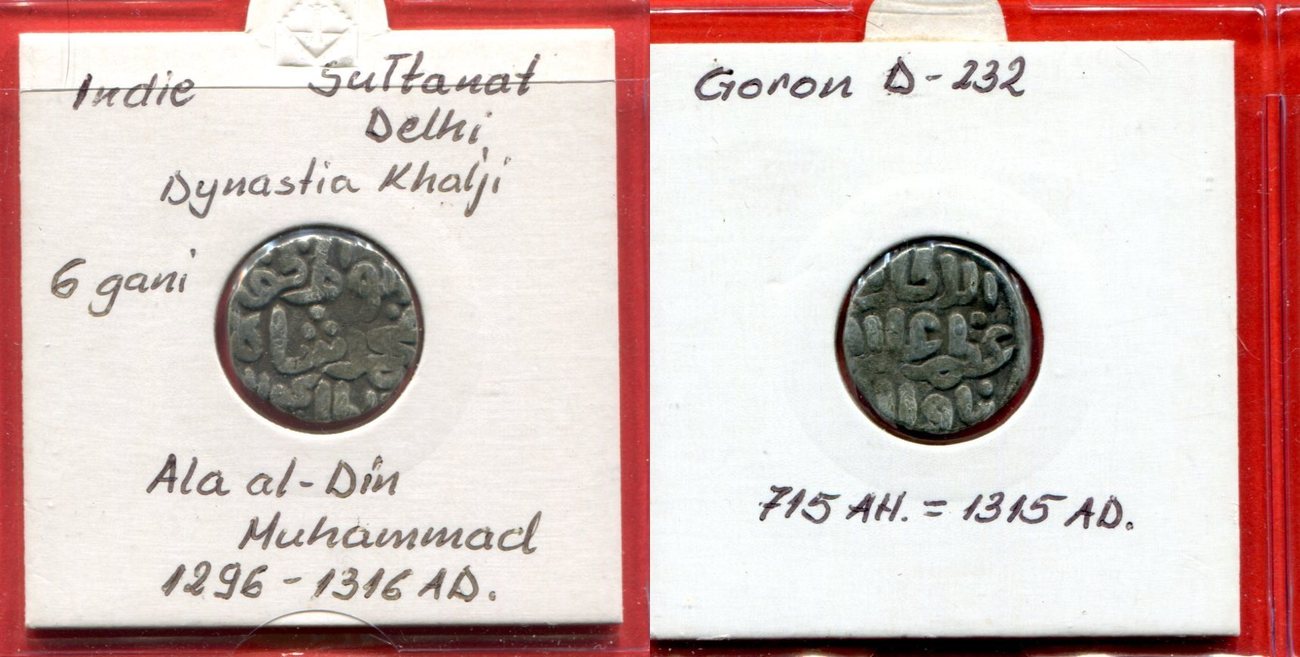 Indie Sultanat
Delhi
Dynastia Khalji
6 gani
Ala al-Din
Muhammad
1296 - 1316 AD.
Goron D-232
715 AH. = 1315 AD.